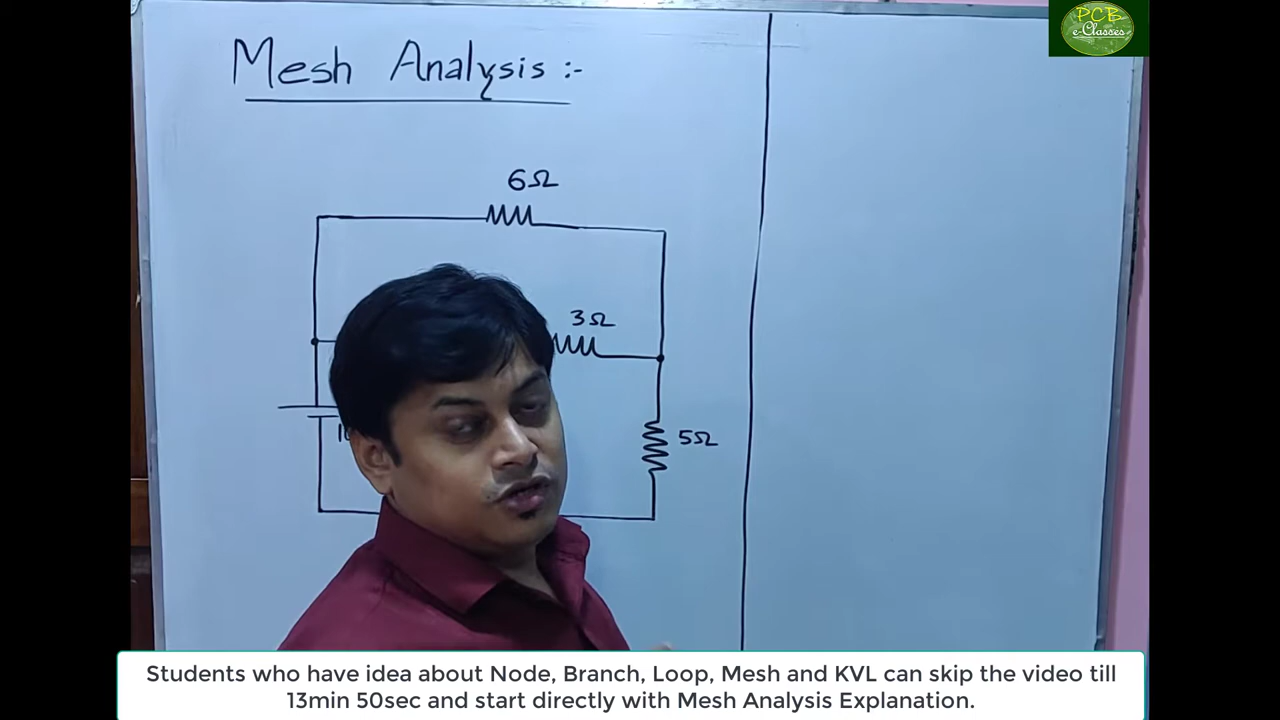 PCB
e-Classes
Mesh Analysis :-
6Ω
3Ω
5Ω
Students who have idea about Node, Branch, Loop, Mesh and KVL can skip the video till
13min 50sec and start directly with Mesh Analysis Explanation.